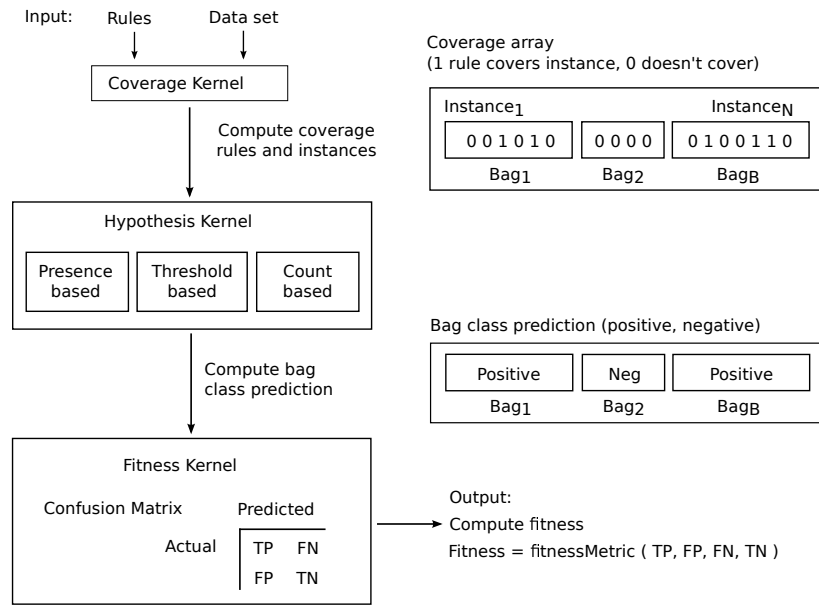 Input: Rules Data set
Coverage Kernel
Compute coverage
rules and instances
Hypothesis Kernel
Presence based
Threshold based
Count based
Compute bag
class prediction
Fitness Kernel
Confusion Matrix Predicted
Actual TP FN
FP TN
Coverage array
(1 rule covers instance, 0 doesn't cover)
Instance1 InstanceN
0 0 1 0 1 0 0 0 0 0 0 1 0 0 1 1 0
Bag1 Bag2 BagB
Bag class prediction (positive, negative)
Positive Neg Positive
Bag1 Bag2 BagB
Output:
Compute fitness
Fitness = fitnessMetric ( TP, FP, FN, TN )